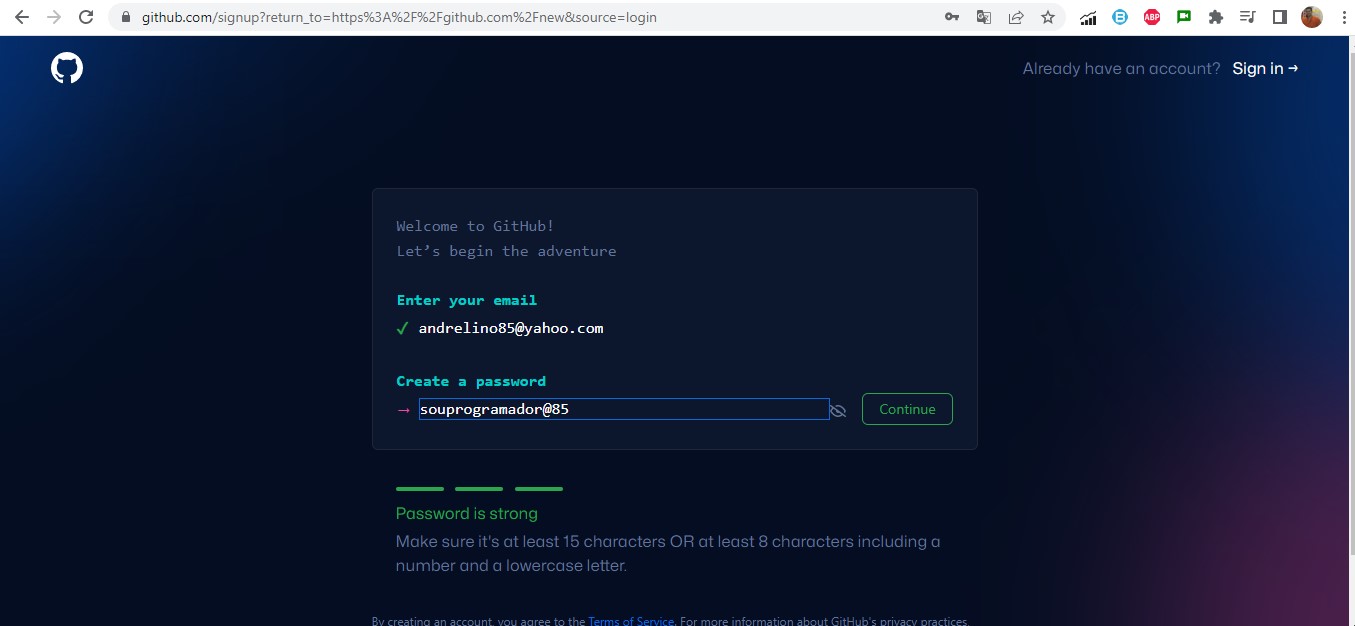 github.com/signup?return_to=https%3A%2F%2Fgithub.com%2Fnew&source=login
ABP
Already have an account? Sign in →
Welcome to GitHub!
Let’s begin the adventure
Enter your email
✓ andrelino85@yahoo.com
Create a password
→ souprogramador@85
Continue
Password is strong
Make sure it's at least 15 characters OR at least 8 characters including a
number and a lowercase letter.
By creating an account, you agree to the Terms of Service. For more information about GitHub's privacy practices,